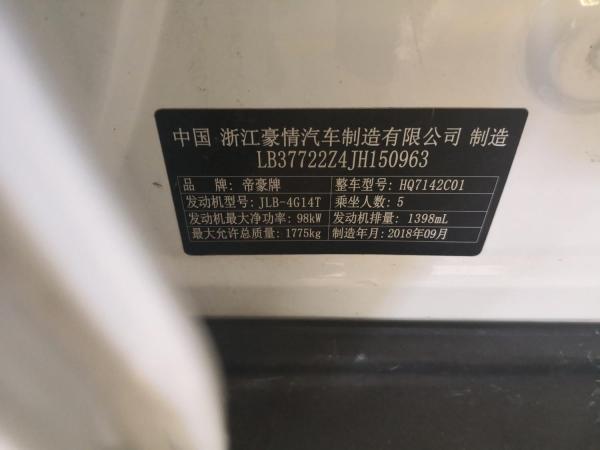 中国 浙江豪情汽车制造有限公司 制造
LB37722Z4JH150963
品 牌: 帝豪牌 整车型号: HQ7142C01
发动机型号: JLB-4G14T 乘坐人数: 5
发动机最大净功率: 98kW 发动机排量: 1398mL
最大允许总质量: 1775kg 制造年月: 2018年09月